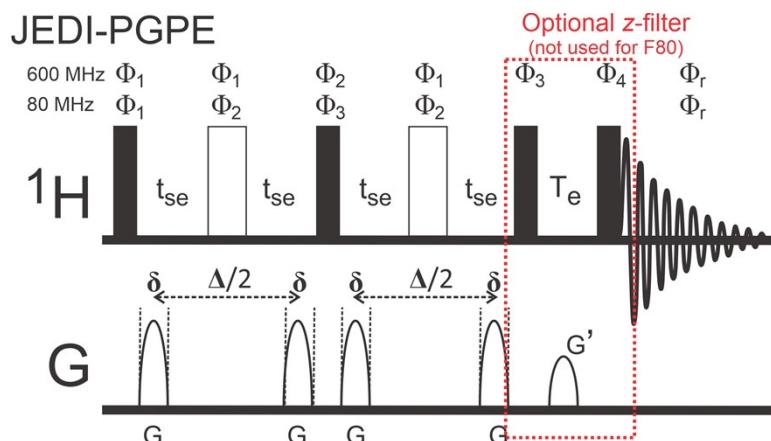 JEDI-PGPE
Optional z-filter
(not used for F80)
600 MHz Φ1 Φ1 Φ2 Φ1 Φ3 Φ4 Φr
80 MHz Φ1 Φ2 Φ3 Φ2 Φr
1H tse tse tse tse Te
δ Δ/2 δ δ Δ/2 δ
G G'
G G G G